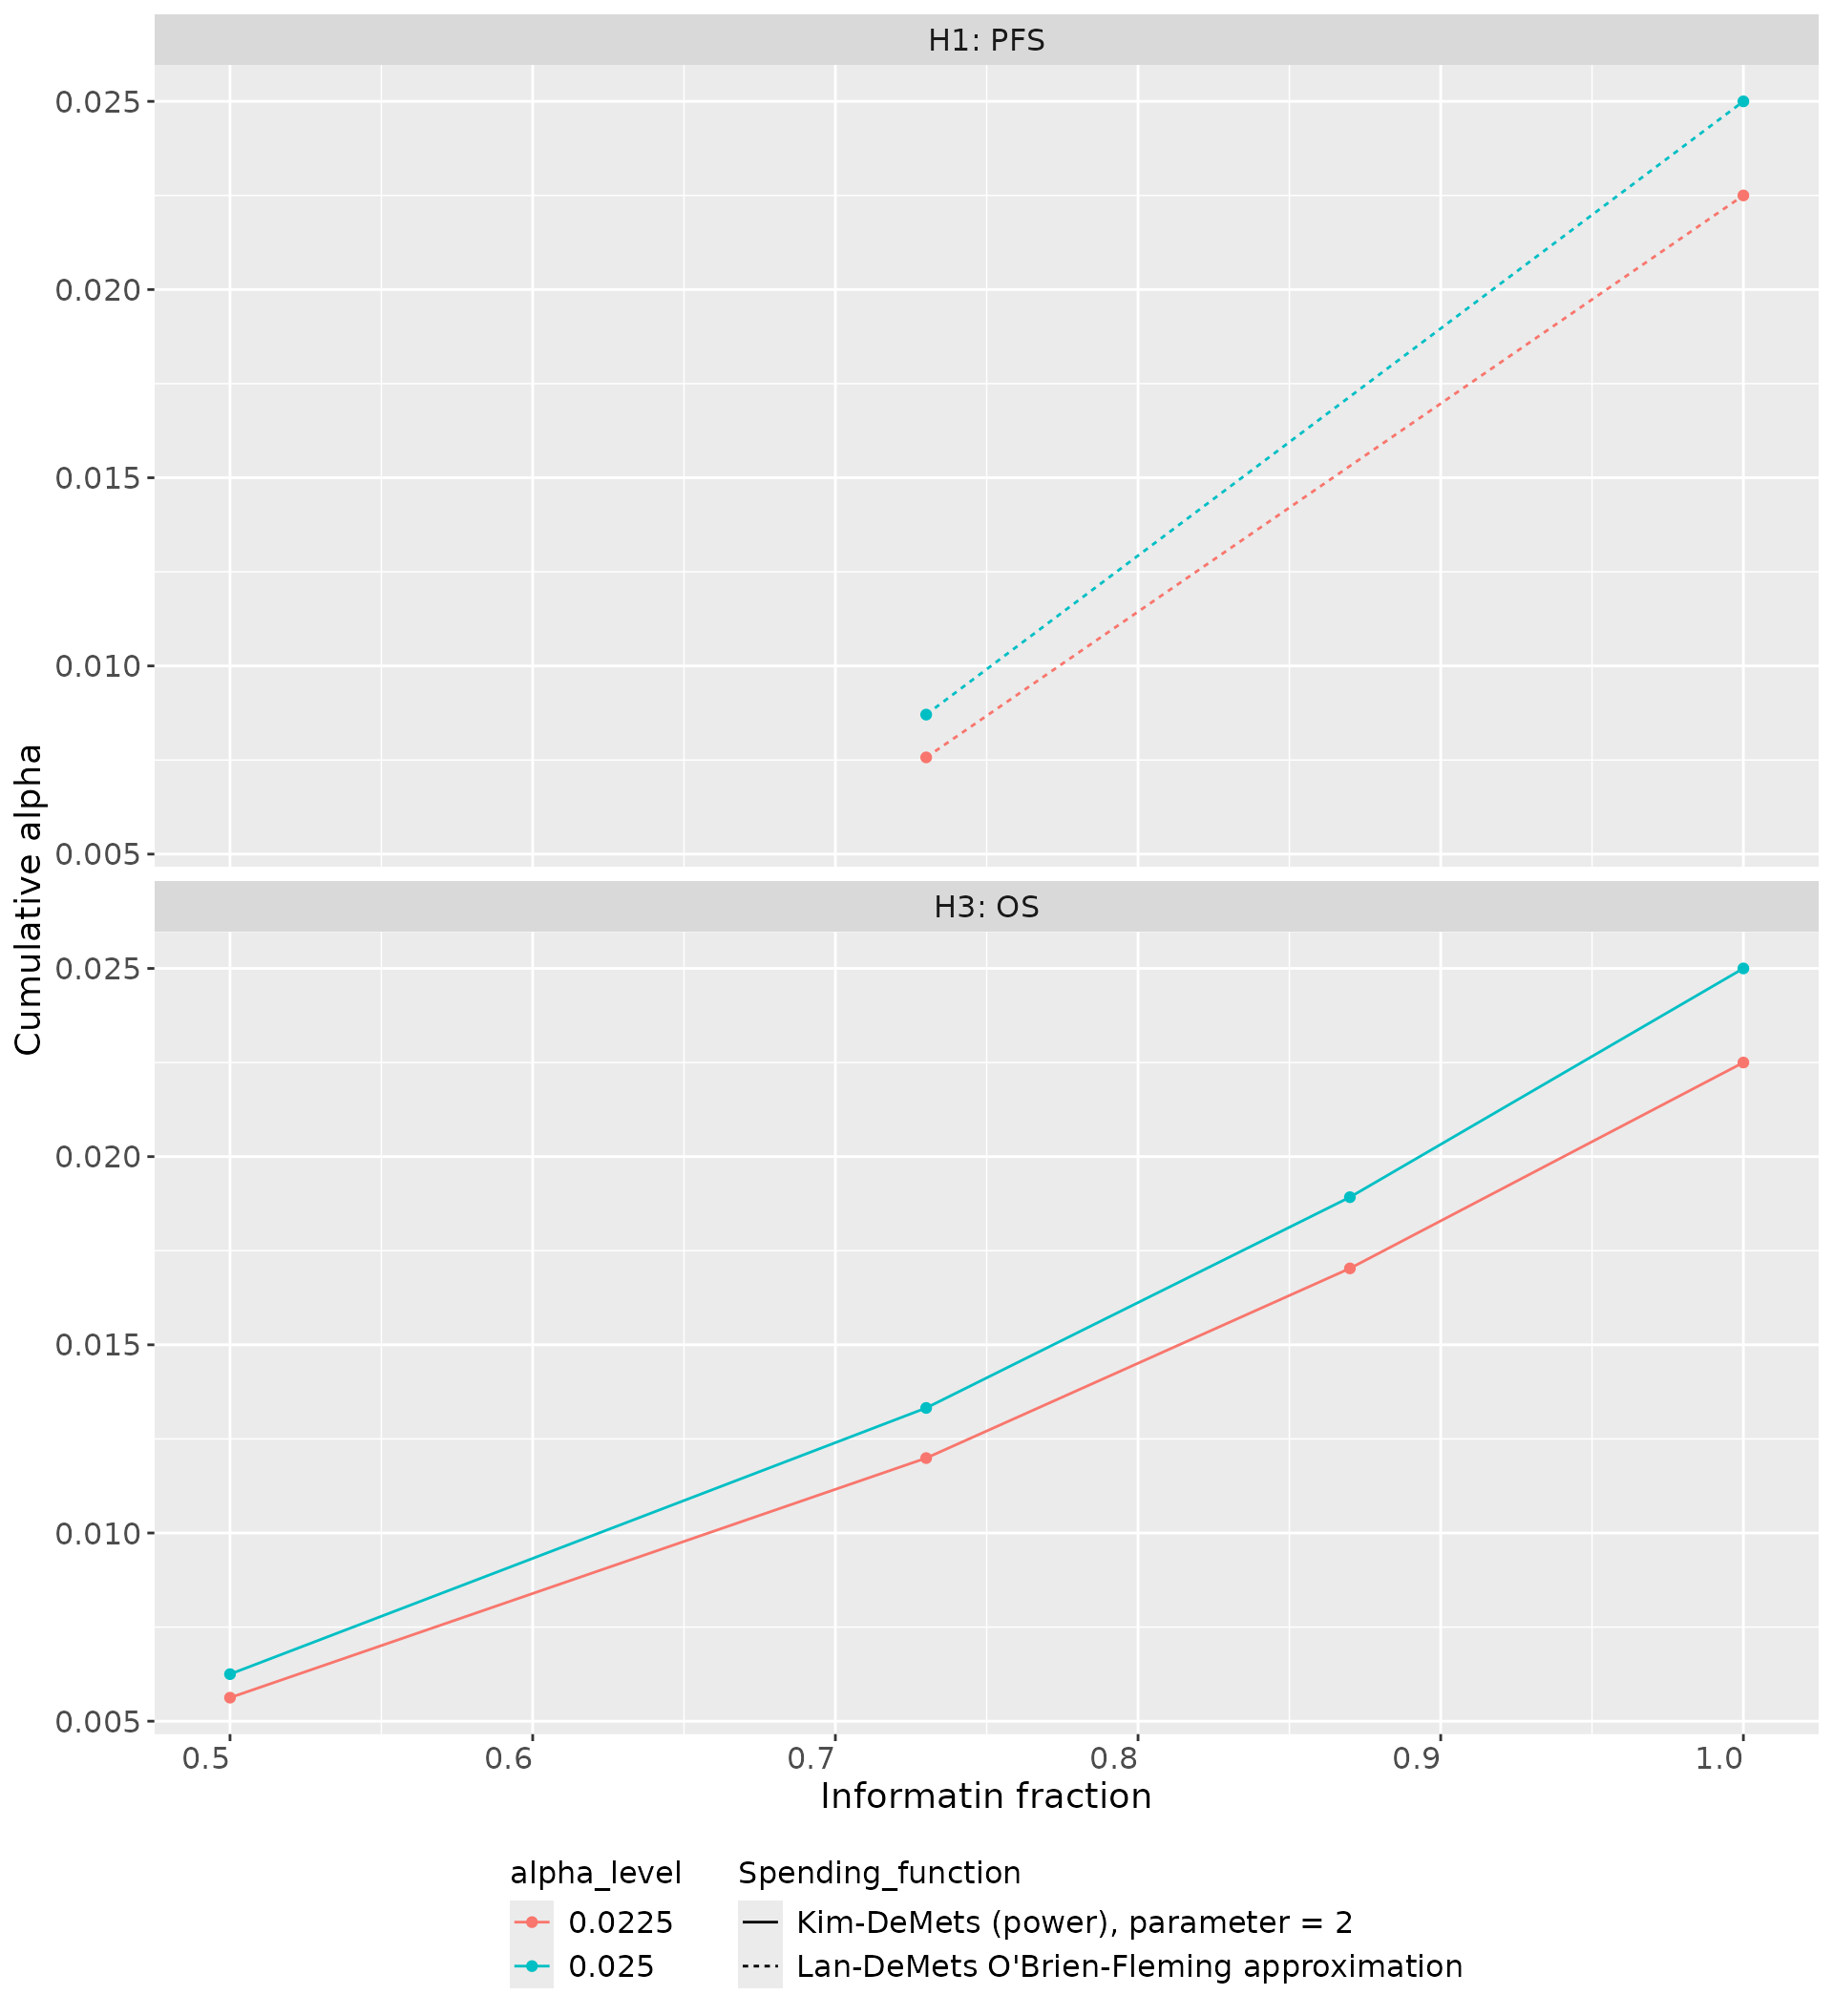 H1: PFS
0.025
0.020
0.015
0.010
0.005
Cumulative alpha
H3: OS
0.025
0.020
0.015
0.010
0.005
0.5 0.6 0.7 0.8 0.9 1.0
Informatin fraction
alpha_level
0.0225
0.025
Spending_function
Kim-DeMets (power), parameter = 2
Lan-DeMets O'Brien-Fleming approximation